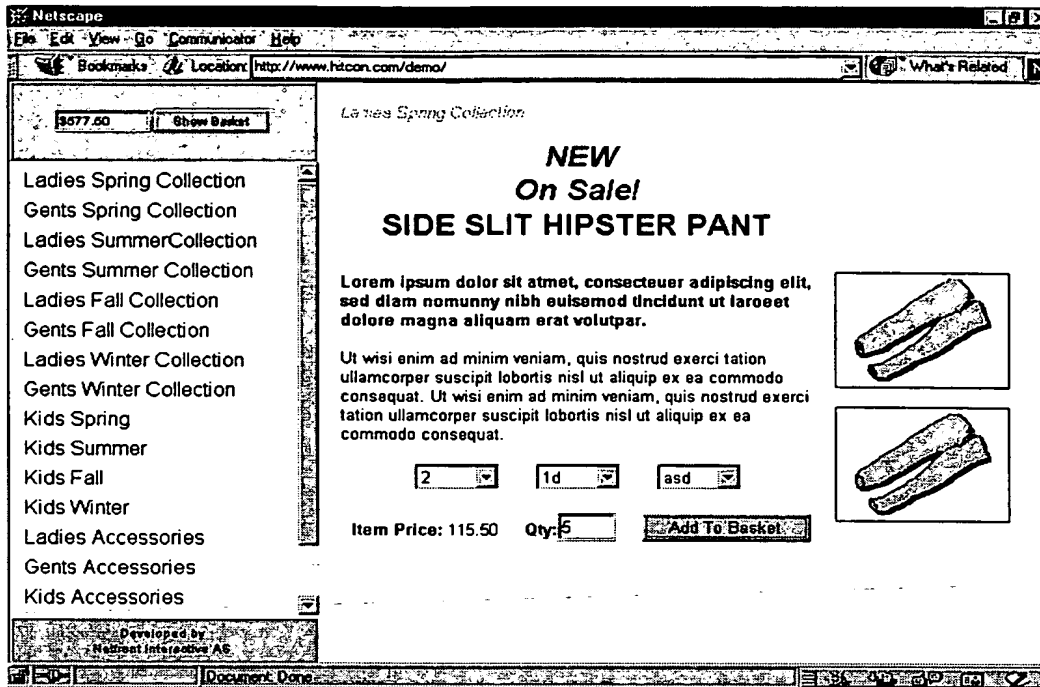 Netscape
File Edit View Go Communicator Help
Bookmarks Location: http://www.hitcon.com/demo/ What's Related N
$577.50 Show Basket
Ladies Spring Collection
Gents Spring Collection
Ladies SummerCollection
Gents Summer Collection
Ladies Fall Collection
Gents Fall Collection
Ladies Winter Collection
Gents Winter Collection
Kids Spring
Kids Summer
Kids Fall
Kids Winter
Ladies Accessories
Gents Accessories
Kids Accessories
Developed by
Interactive AS
Ladies Spring Collection
NEW
On Sale!
SIDE SLIT HIPSTER PANT
Lorem ipsum dolor sit atmet, consecteuer adipiscing elit,
sed diam nomunny nibh euisemod tincidunt ut laroeet
dolore magna aliquam erat volutpar.
Ut wisi enim ad minim veniam, quis nostrud exerci tation
ullamcorper suscipit lobortis nisl ut aliquip ex ea commodo
consequat. Ut wisi enim ad minim veniam, quis nostrud exerci
tation ullamcorper suscipit lobortis nisl ut aliquip ex ea
commodo consequat.
2 1d asd
Item Price: 115.50 Qty: 5 Add To Basket
Document: Done